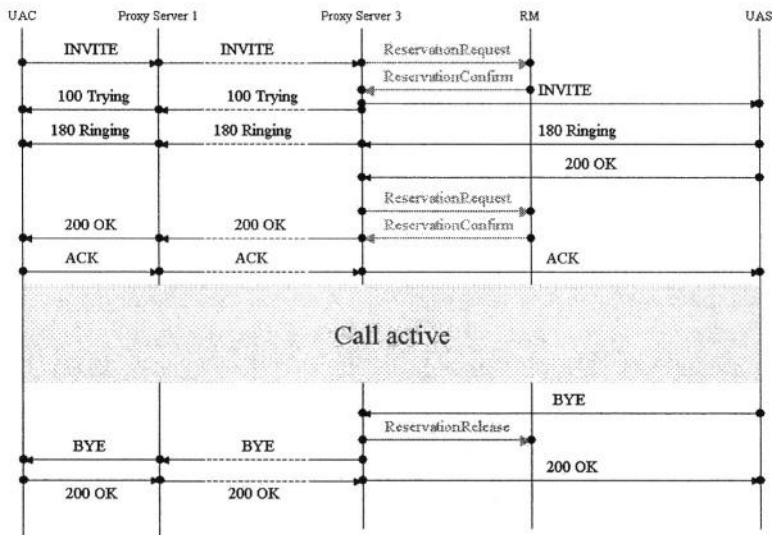 UAC Proxy Server 1 Proxy Server 3 RM UAS
INVITE INVITE ReservationRequest
ReservationConfirm INVITE
100 Trying 100 Trying
180 Ringing 180 Ringing 180 Ringing
200 OK
ReservationRequest
200 OK 200 OK ReservationConfirm
ACK ACK ACK
Call active
BYE
ReservationRelease
BYE BYE
200 OK
200 OK 200 OK